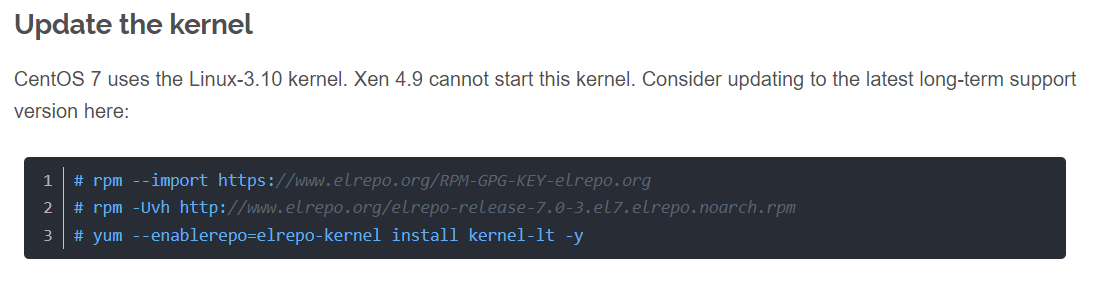 Update the kernel
CentOS 7 uses the Linux-3.10 kernel. Xen 4.9 cannot start this kernel. Consider updating to the latest long-term support
version here:
1 # rpm --import https://www.elrepo.org/RPM-GPG-KEY-elrepo.org
2 # rpm -Uvh http://www.elrepo.org/elrepo-release-7.0-3.el7.elrepo.noarch.rpm
3 # yum --enablerepo=elrepo-kernel install kernel-lt -y